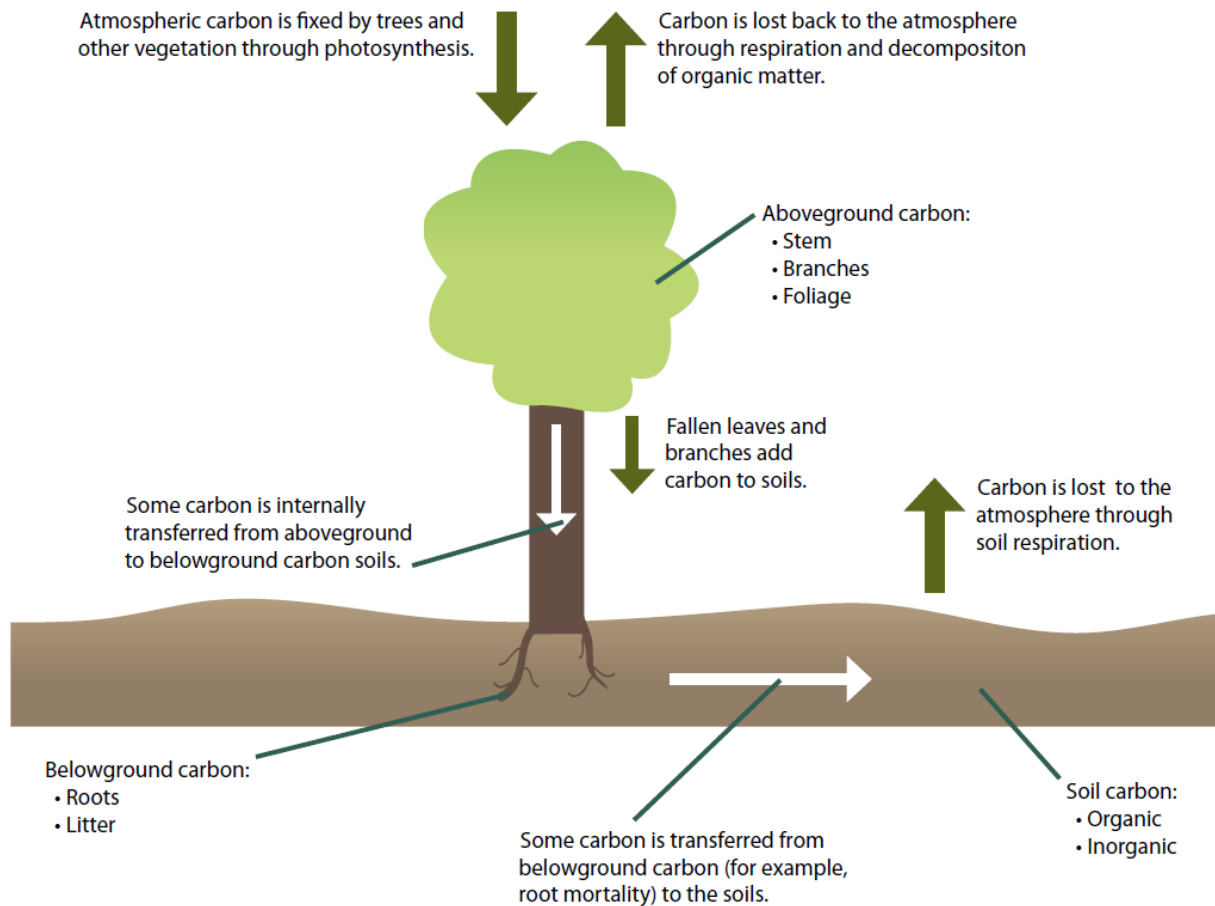 Atmospheric carbon is fixed by trees and
other vegetation through photosynthesis.
Carbon is lost back to the atmosphere
through respiration and decompositon
of organic matter.
Aboveground carbon:
• Stem
• Branches
• Foliage
Fallen leaves and
branches add
carbon to soils.
Some carbon is internally
transferred from aboveground
to belowground carbon soils.
Carbon is lost to the
atmosphere through
soil respiration.
Belowground carbon:
• Roots
• Litter
Some carbon is transferred from
belowground carbon (for example,
root mortality) to the soils.
Soil carbon:
• Organic
• Inorganic